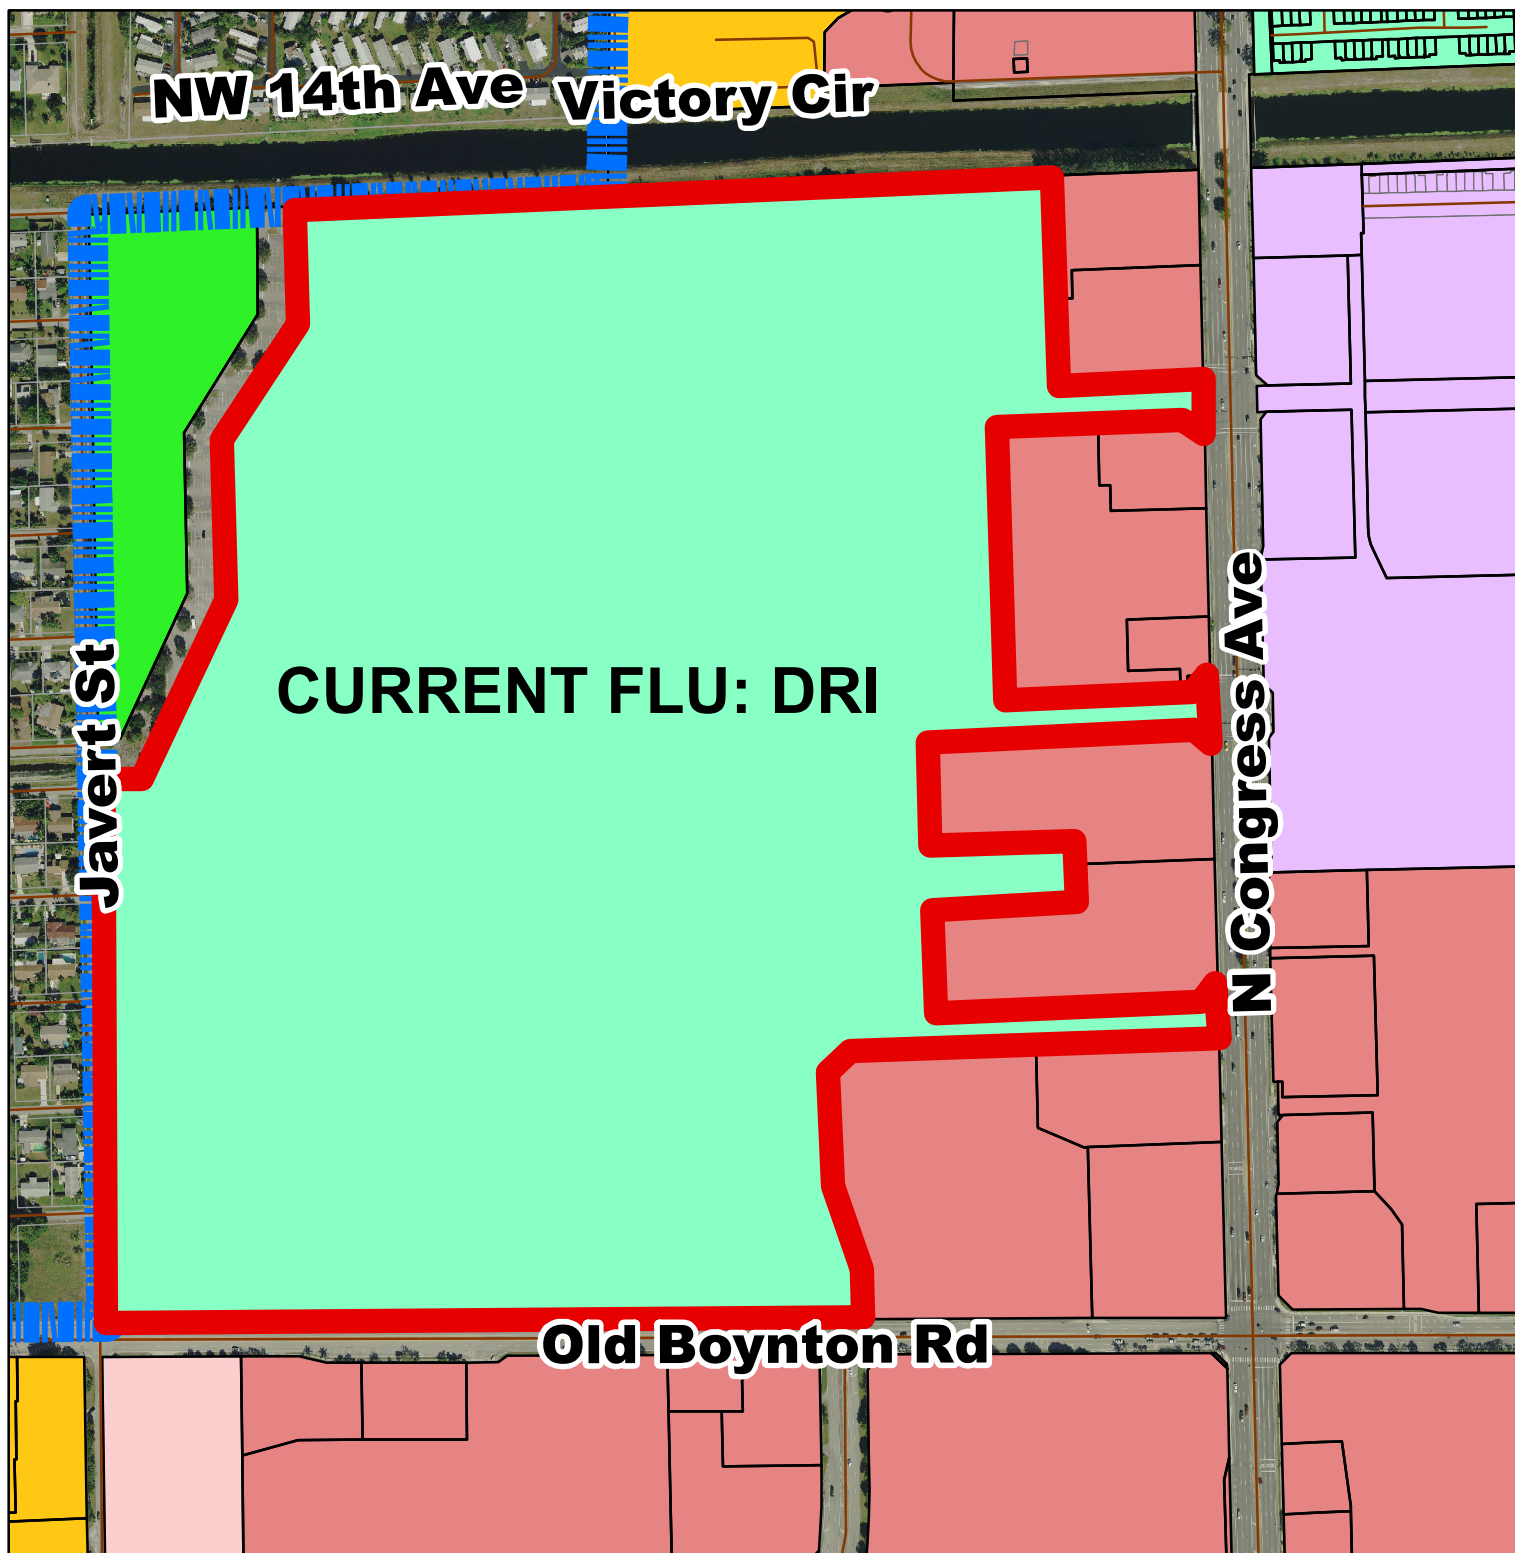 NW 14th Ave
Victory Cir
CURRENT FLU: DRI
Javert St
N Congress Ave
Old Boynton Rd